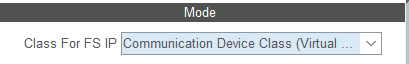 Mode
Class For FS IP Communication Device Class (Virtual ...